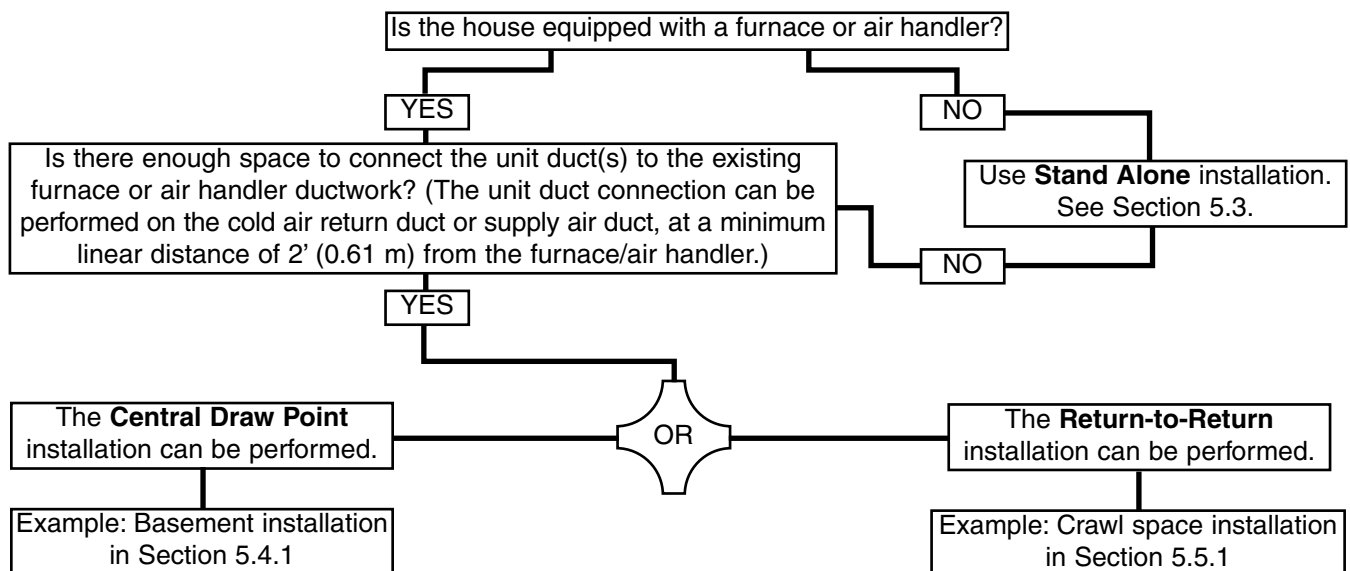 Is the house equipped with a furnace or air handler?
YES
NO
Is there enough space to connect the unit duct(s) to the existing
furnace or air handler ductwork? (The unit duct connection can be
performed on the cold air return duct or supply air duct, at a minimum
linear distance of 2’ (0.61 m) from the furnace/air handler.)
Use Stand Alone installation.
See Section 5.3.
NO
YES
OR
The Central Draw Point
installation can be performed.
The Return-to-Return
installation can be performed.
Example: Basement installation
in Section 5.4.1
Example: Crawl space installation
in Section 5.5.1